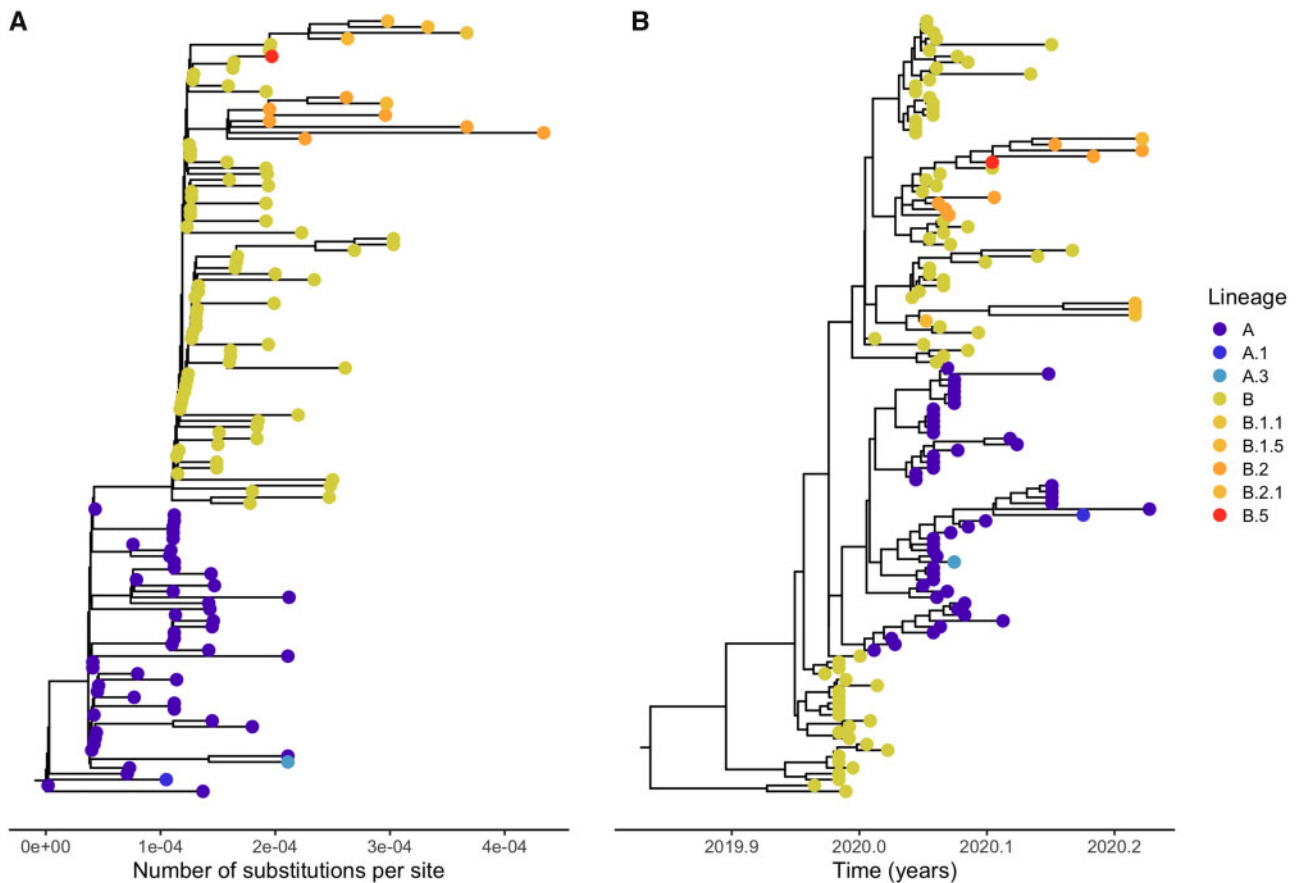 A
B
Lineage
A
A.1
A.3
B
B.1.1
B.1.5
B.2
B.2.1
B.5
0e+00 1e-04 2e-04 3e-04 4e-04
Number of substitutions per site
2019.9 2020.0 2020.1 2020.2
Time (years)